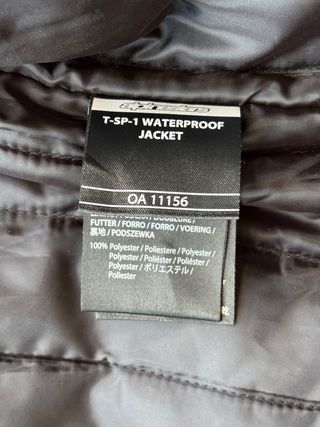 alpinestars
T-SP-1 WATERPROOF
JACKET
OA 11156
FUTTER / FORRO / FORRO / VOERING /
裏地 / PODSZEWKA
100% Polyester / Poliestere / Polyester /
Polyester / Poliéster / Poliéster /
Polyester / ポリエステル /
Poliester